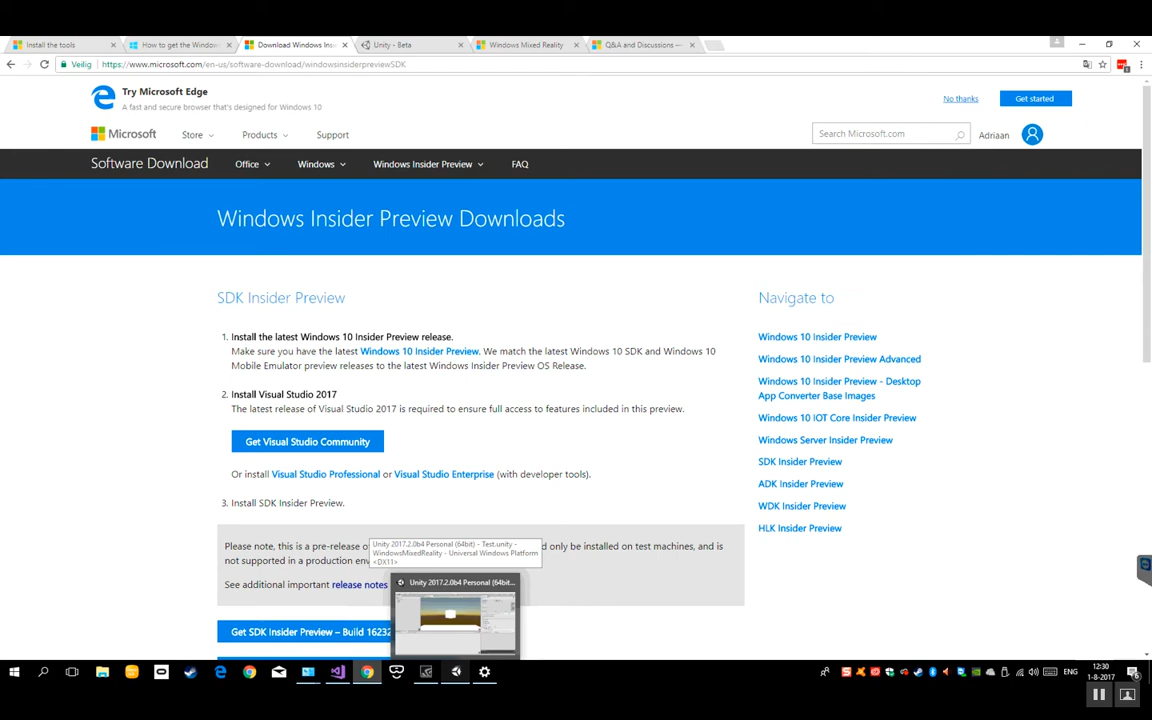 Install the tools
How to get the Window
Download Windows Insi
Unity - Beta
Windows Mixed Reality
Q&A and Discussions —
Veilig
https://www.microsoft.com/en-us/software-download/windowsinsiderpreviewSDK
Try Microsoft Edge
A fast and secure browser that's designed for Windows 10
No thanks
Get started
Microsoft
Store
Products
Support
Search Microsoft.com
Adriaan
Software Download
Office
Windows
Windows Insider Preview
FAQ
Windows Insider Preview Downloads
SDK Insider Preview
1. Install the latest Windows 10 Insider Preview release.
Make sure you have the latest Windows 10 Insider Preview. We match the latest Windows 10 SDK and Windows 10
Mobile Emulator preview releases to the latest Windows Insider Preview OS Release.
2. Install Visual Studio 2017
The latest release of Visual Studio 2017 is required to ensure full access to features included in this preview.
Get Visual Studio Community
Or install Visual Studio Professional or Visual Studio Enterprise (with developer tools).
3. Install SDK Insider Preview.
Please note, this is a pre-release o
d only be installed on test machines, and is
not supported in a production env
See additional important release notes
Get SDK Insider Preview – Build 16232
Navigate to
Windows 10 Insider Preview
Windows 10 Insider Preview Advanced
Windows 10 Insider Preview - Desktop
App Converter Base Images
Windows 10 IOT Core Insider Preview
Windows Server Insider Preview
SDK Insider Preview
ADK Insider Preview
WDK Insider Preview
HLK Insider Preview
Unity 2017.2.0b4 Personal (64bit) - Test.unity -
WindowsMixedReality - Universal Windows Platform
<DX11>
Unity 2017.2.0b4 Personal (64bit...
ENG
12:30
1-8-2017